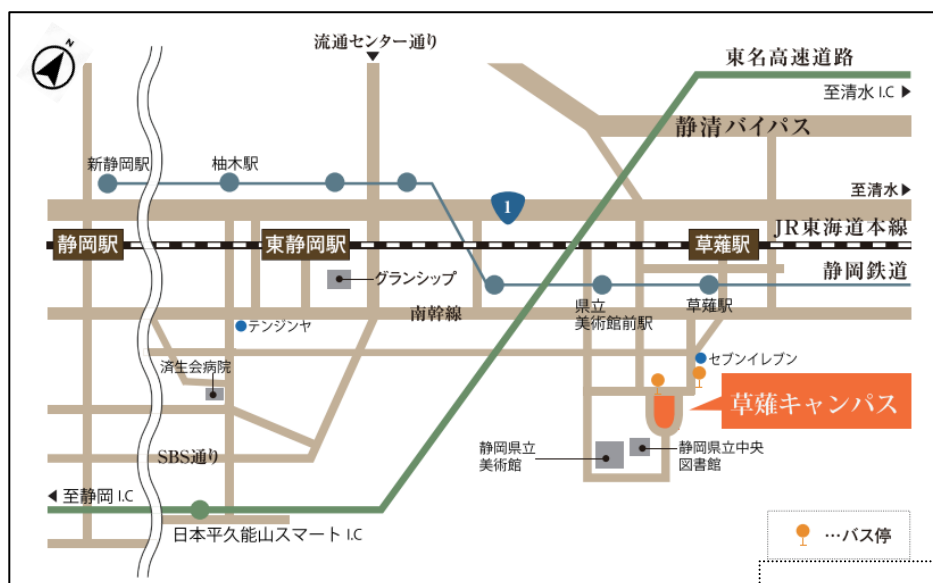 N
流通センター通り
東名高速道路
至清水 I.C
静清バイパス
新静岡駅
柚木駅
至清水
1
JR東海道本線
静岡駅
東静岡駅
草薙駅
グランシップ
静岡鉄道
南幹線
県立
美術館前駅
草薙駅
テンジンヤ
セブンイレブン
済生会病院
草薙キャンパス
静岡県立
美術館
静岡県立中央
図書館
SBS通り
至静岡 I.C
日本平久能山スマート I.C
…バス停